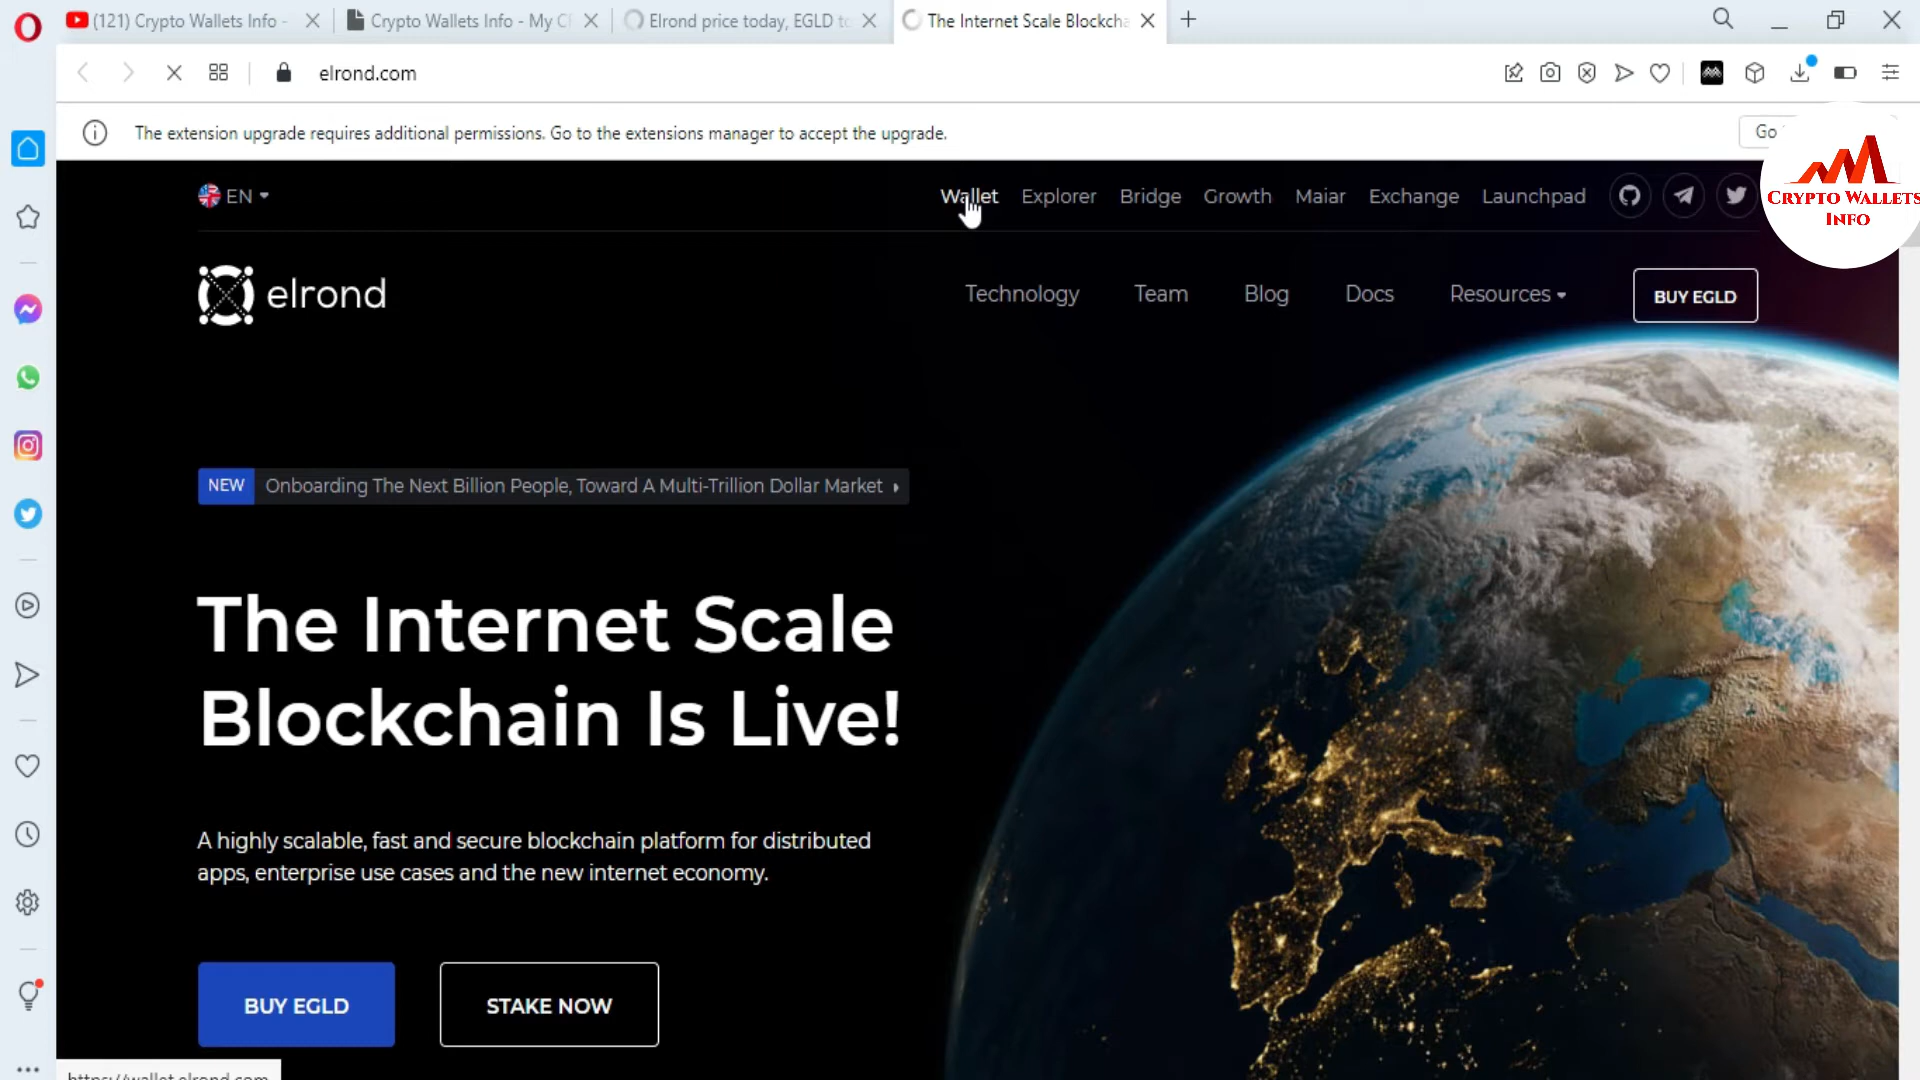 (121) Crypto Wallets Info -
Crypto Wallets Info - My Cl
Elrond price today, EGLD to
The Internet Scale Blockcha
elrond.com
The extension upgrade requires additional permissions. Go to the extensions manager to accept the upgrade.
Go
CRYPTO WALLETS
INFO
EN
Wallet
Explorer
Bridge
Growth
Maiar
Exchange
Launchpad
elrond
Technology
Team
Blog
Docs
Resources
BUY EGLD
NEW
Onboarding The Next Billion People, Toward A Multi-Trillion Dollar Market
The Internet Scale
Blockchain Is Live!
A highly scalable, fast and secure blockchain platform for distributed
apps, enterprise use cases and the new internet economy.
BUY EGLD
STAKE NOW
https://wallet.elrond.com